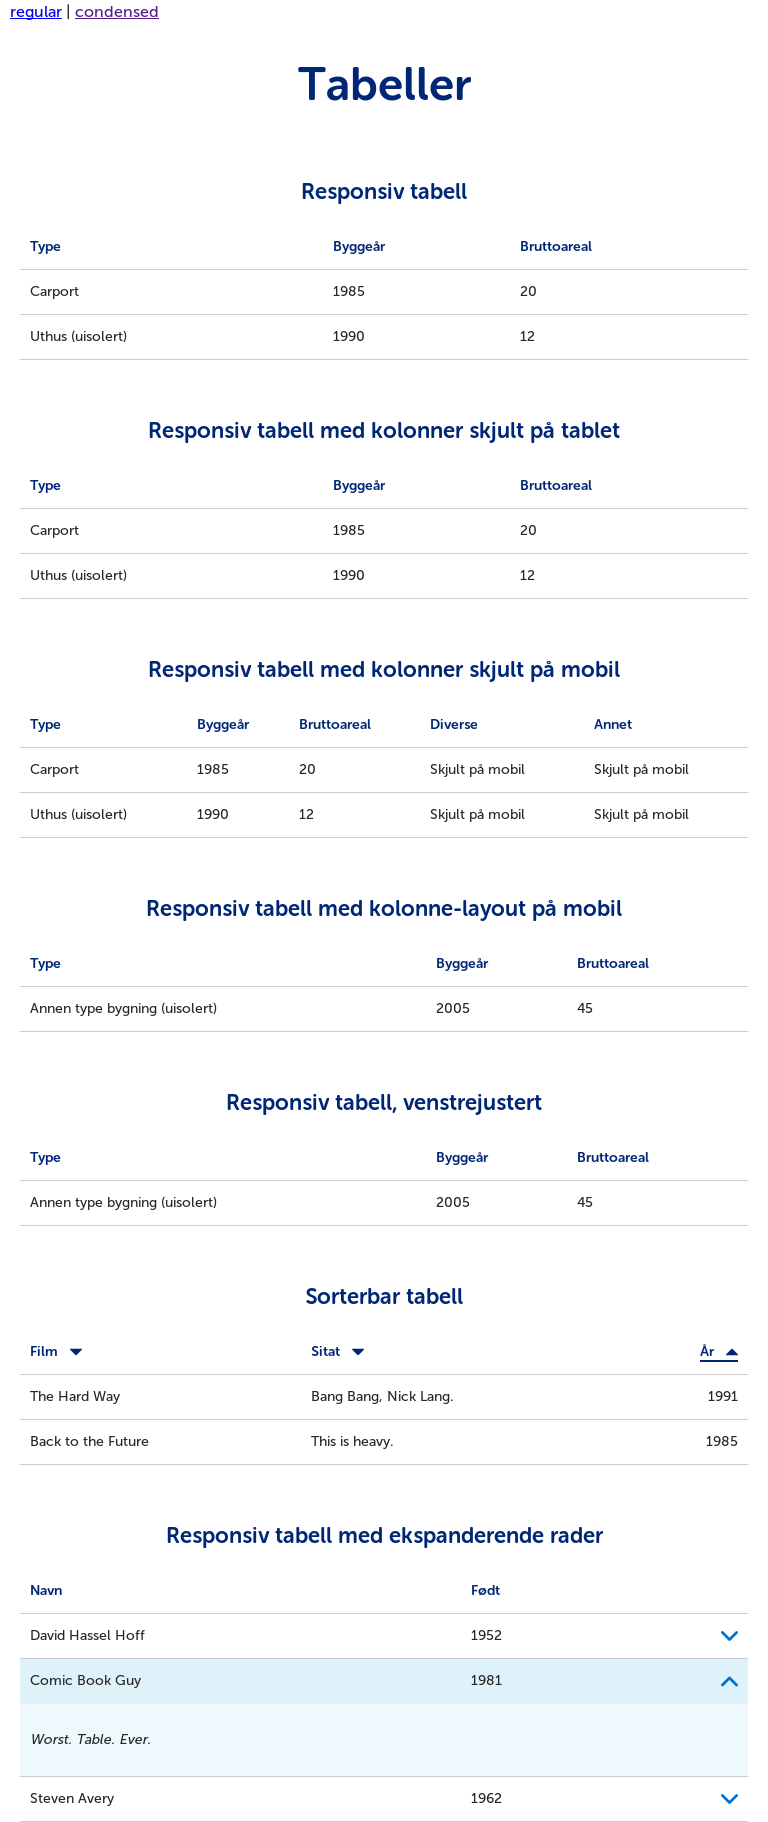 regular | condensed
Tabeller
Responsiv tabell
Type Byggeår Bruttoareal
Carport 1985 20
Uthus (uisolert) 1990 12
Responsiv tabell med kolonner skjult på tablet
Type Byggeår Bruttoareal
Carport 1985 20
Uthus (uisolert) 1990 12
Responsiv tabell med kolonner skjult på mobil
Type Byggeår Bruttoareal Diverse Annet
Carport 1985 20 Skjult på mobil Skjult på mobil
Uthus (uisolert) 1990 12 Skjult på mobil Skjult på mobil
Responsiv tabell med kolonne-layout på mobil
Type Byggeår Bruttoareal
Annen type bygning (uisolert) 2005 45
Responsiv tabell, venstrejustert
Type Byggeår Bruttoareal
Annen type bygning (uisolert) 2005 45
Sorterbar tabell
Film Sitat År
The Hard Way Bang Bang, Nick Lang. 1991
Back to the Future This is heavy. 1985
Responsiv tabell med ekspanderende rader
Navn Født
David Hassel Hoff 1952
Comic Book Guy 1981
Worst. Table. Ever.
Steven Avery 1962